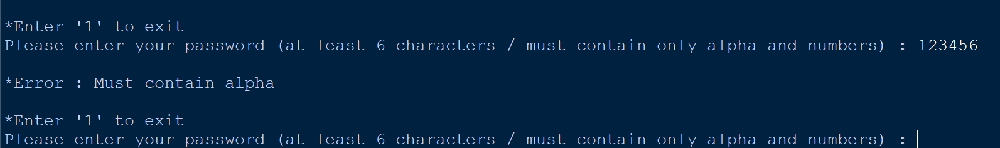 *Enter '1' to exit
Please enter your password (at least 6 characters / must contain only alpha and numbers) : 123456
*Error : Must contain alpha
*Enter '1' to exit
Please enter your password (at least 6 characters / must contain only alpha and numbers) :